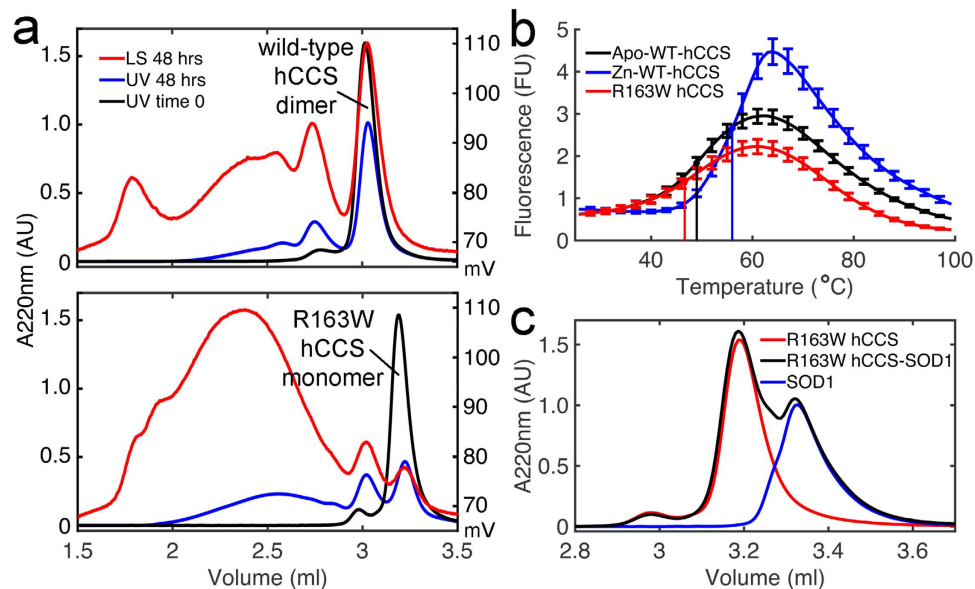 a
LS 48 hrs
UV 48 hrs
UV time 0
wild-type
hCCS
dimer
1.5
1.0
0.5
0
110
100
90
80
70
mV
A220nm (AU)
R163W
hCCS
monomer
1.5
1.0
0.5
0
110
100
90
80
70
mV
1.5 2 2.5 3 3.5
Volume (ml)
b
Apo-WT-hCCS
Zn-WT-hCCS
R163W hCCS
Fluorescence (FU)
5
4
3
2
1
0
40 60 80 100
Temperature (°C)
c
R163W hCCS
R163W hCCS-SOD1
SOD1
A220nm (AU)
1.5
1.0
0.5
0
2.8 3 3.2 3.4 3.6
Volume (ml)